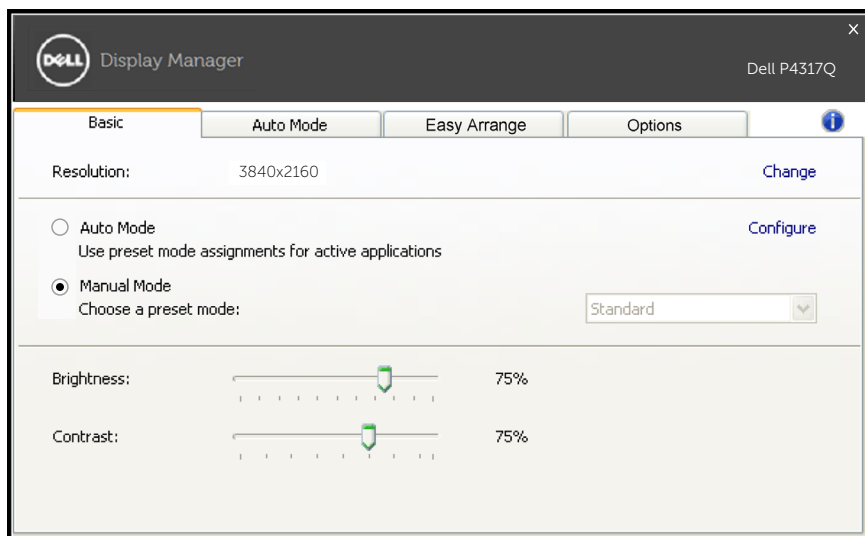 X
DELL Display Manager
Dell P4317Q
Basic Auto Mode Easy Arrange Options i
Resolution: 3840x2160 Change
Auto Mode Configure
Use preset mode assignments for active applications
Manual Mode
Choose a preset mode: Standard
Brightness: 75%
Contrast: 75%